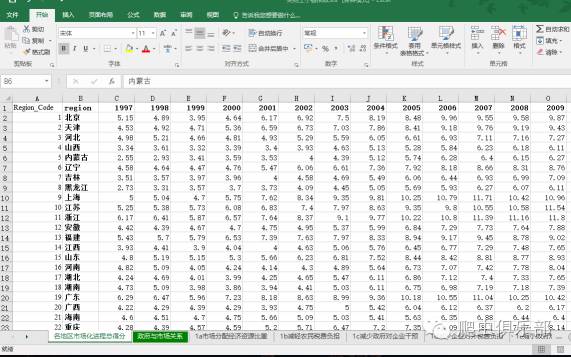 文件 开始 插入 页面布局 公式 数据 审阅 视图 告诉我您想要做什么...
剪切
复制
格式刷
粘贴
宋体 11
自动换行
合并后居中
常规
条件格式 套用表格格式 单元格样式
插入 删除 格式
自动求和
填充
清除
剪贴板 字体 对齐方式 数字 样式 单元格
B6 内蒙古
A B C D E F G H I J K L M N O
1 Region_Code region 1997 1998 1999 2000 2001 2002 2003 2004 2005 2006 2007 2008 2009
2 1 北京 5.15 4.89 3.95 4.64 6.17 6.92 7.5 8.19 8.48 9.96 9.55 9.58 9.87
3 2 天津 4.53 4.92 4.71 5.36 6.59 6.73 7.03 7.86 8.41 9.18 9.76 9.19 9.43
4 3 河北 4.98 5.21 4.66 4.81 4.93 5.29 5.59 6.05 6.61 6.93 7.11 7.16 7.27
5 4 山西 3.34 3.61 3.32 3.39 3.4 3.93 4.63 5.13 5.28 5.84 6.23 6.18 6.11
6 5 内蒙古 2.55 2.93 3.41 3.59 3.53 4 4.39 5.12 5.74 6.28 6.4 6.15 6.27
7 6 辽宁 4.58 4.64 4.47 4.76 5.47 6.06 6.61 7.36 7.92 8.18 8.66 8.31 8.76
8 7 吉林 3.51 3.57 3.97 3.96 4 4.58 4.69 5.49 6.06 6.44 6.93 6.99 7.09
9 8 黑龙江 2.73 3.31 3.57 3.7 3.73 4.09 4.45 5.05 5.69 5.93 6.27 6.07 6.11
10 9 上海 5 5.04 4.7 5.75 7.62 8.34 9.35 9.81 10.25 10.79 11.71 10.42 10.96
11 10 江苏 5.25 5.38 5.73 6.08 6.83 7.4 7.97 8.63 9.35 9.8 10.55 10.58 11.54
12 11 浙江 6.17 6.41 5.87 6.57 7.64 8.37 9.1 9.77 10.22 10.8 11.39 11.16 11.8
13 12 安徽 4.42 4.39 4.67 4.7 4.75 4.95 5.37 5.99 6.84 7.29 7.73 7.64 7.88
14 13 福建 5.43 5.7 5.79 6.53 7.39 7.63 7.97 8.33 8.94 9.17 9.45 8.78 9.02
15 14 江西 3.93 4.41 3.9 4.04 4 4.63 5.06 5.76 6.45 6.77 7.29 7.48 7.65
16 15 山东 4.8 5.19 5.15 5.3 5.66 6.23 6.81 7.52 8.44 8.42 8.81 8.77 8.93
17 16 河南 4.82 5.09 4.05 4.24 4.14 4.3 4.89 5.64 6.73 7.07 7.42 7.78 8.04
18 17 湖北 4.24 4.69 4.01 3.99 4.25 4.65 5.47 6.11 6.86 7.12 7.4 7.33 7.65
19 18 湖南 4.73 5.09 3.98 3.86 3.94 4.41 5.03 6.11 6.75 6.98 7.19 7.18 7.39
20 19 广东 6.29 6.47 5.96 7.23 8.18 8.63 8.99 9.36 10.18 10.55 11.04 10.25 10.42
21 20 广西 4.22 4.29 4.39 4.29 3.93 4.75 5 5.42 6.04 6.12 6.37 6.2 6.17
22 21 海南 4.6 4.51 4.7 4.75 5.66 5.09 5.03 5.41 5.63 6.35 6.88 6.44 6.4
23 22 重庆 4.28
各地区市场化进程总得分 政府与市场关系 1a市场分配经济资源比重 1b减轻农民税费负担 1c减少政府对企业干预
就绪
爬虫俱乐部